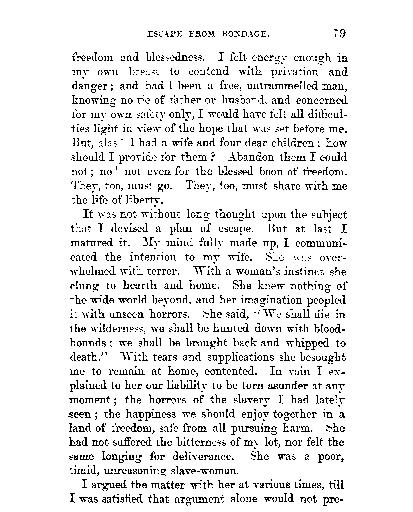 ESCAPE FROM BONDAGE. 79
freedom and blessedness. I felt energy enough in
my own breast to contend with privation and
danger; and had I been a free, untrammelled man,
knowing no tie of father or husband, and concerned
for my own safety only, I would have felt all difficul-
ties light in view of the hope that was set before me.
But, alas! I had a wife and four dear children; how
should I provide for them? Abandon them I could
not; no! not even for the blessed boon of freedom.
They, too, must go. They, too, must share with me
the life of liberty.
It was not without long thought upon the subject
that I devised a plan of escape. But at last I
matured it. My mind fully made up, I communi-
cated the intention to my wife. She was over-
whelmed with terror. With a woman's instinct she
clung to hearth and home. She knew nothing of
the wide world beyond, and her imagination peopled
it with unseen horrors. She said, "We shall die in
the wilderness, we shall be hunted down with blood-
hounds; we shall be brought back and whipped to
death." With tears and supplications she besought
me to remain at home, contented. In vain I ex-
plained to her our liability to be torn asunder at any
moment; the horrors of the slavery I had lately
seen; the happiness we should enjoy together in a
land of freedom, safe from all pursuing harm. She
had not suffered the bitterness of my lot, nor felt the
same longing for deliverance. She was a poor,
timid, unreasoning slave-woman.
I argued the matter with her at various times, till
I was satisfied that argument alone would not pre-